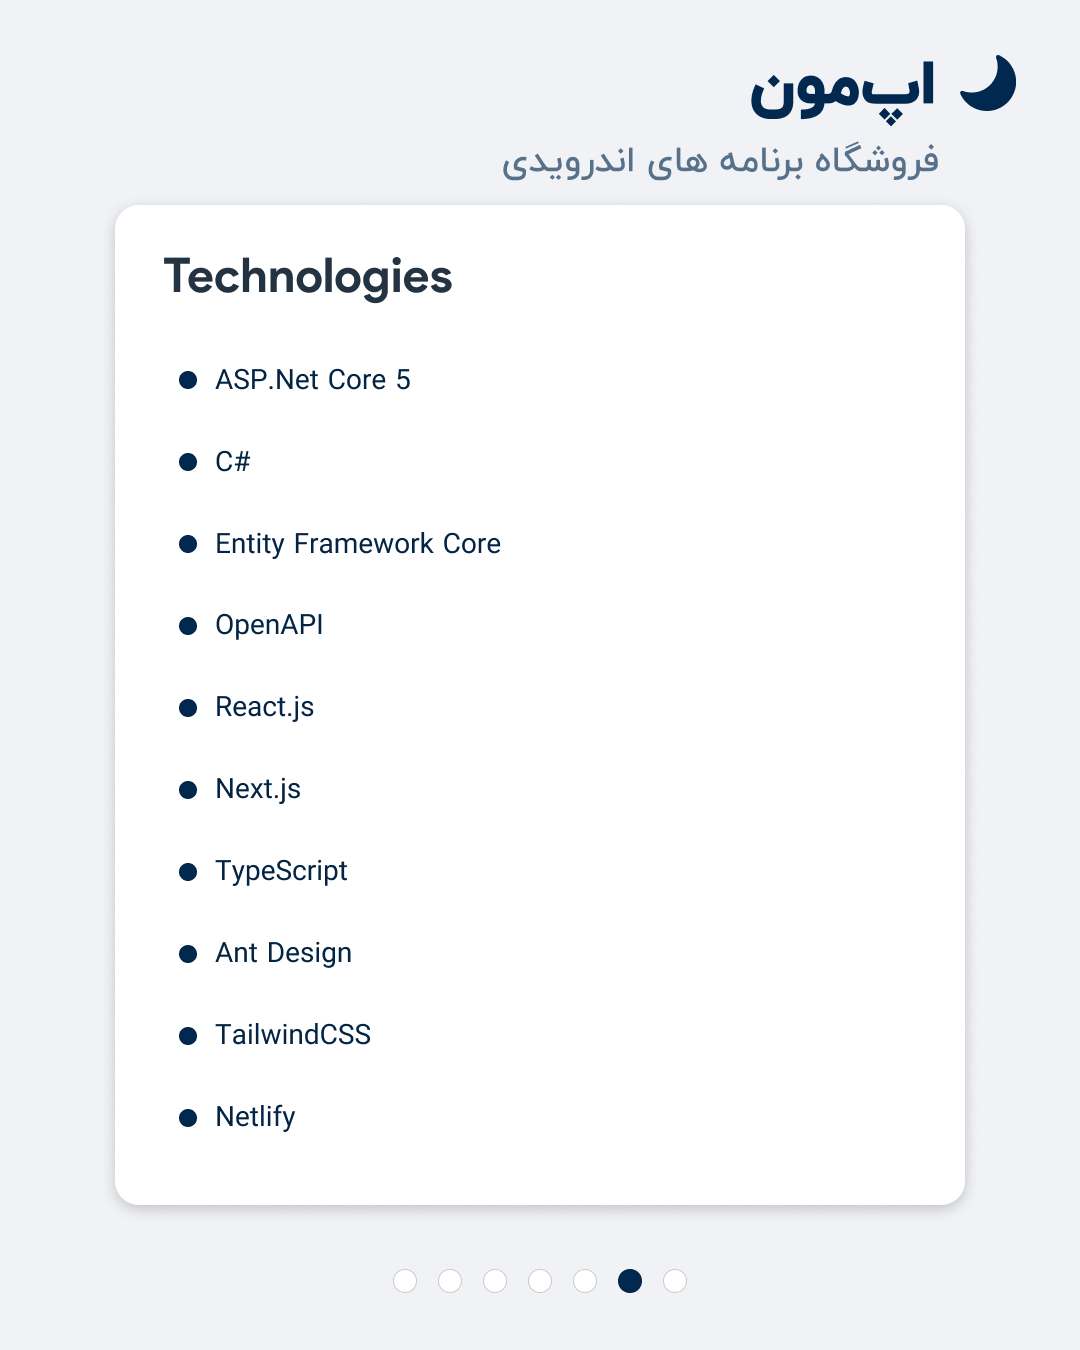 اپ‌مون
فروشگاه برنامه های اندرویدی
Technologies
ASP.Net Core 5
C#
Entity Framework Core
OpenAPI
React.js
Next.js
TypeScript
Ant Design
TailwindCSS
Netlify